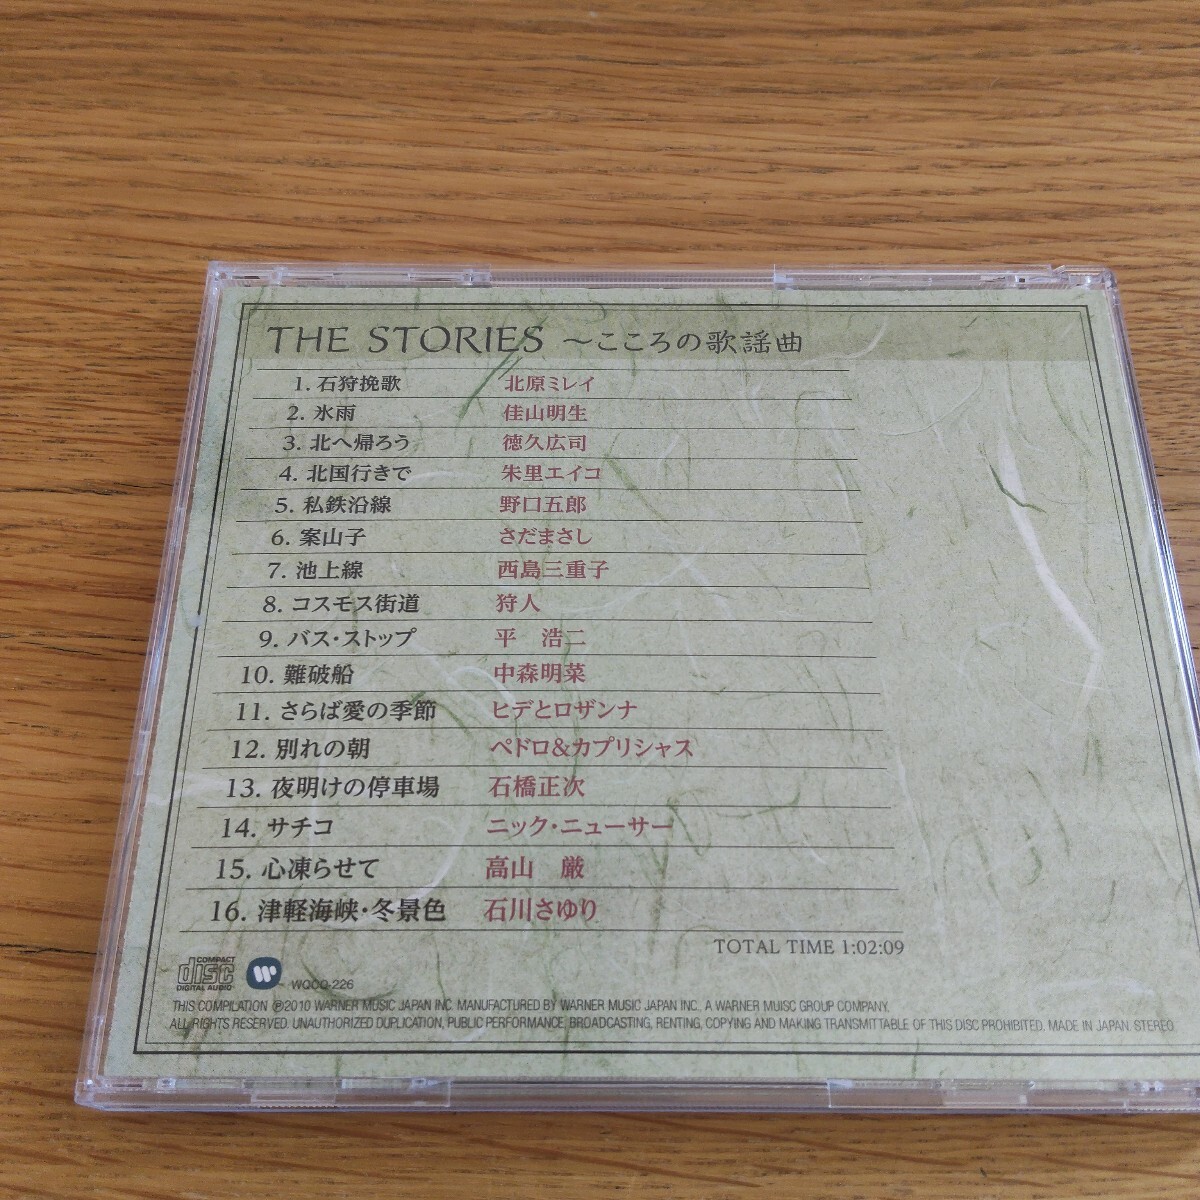 THE STORIES ～こころの歌謡曲
1. 石狩挽歌 北原ミレイ
2. 氷雨 佳山明生
3. 北へ帰ろう 徳久広司
4. 北国行きで 朱里エイコ
5. 私鉄沿線 野口五郎
6. 案山子 さだまさし
7. 池上線 西島三重子
8. コスモス街道 狩人
9. バス・ストップ 平　浩二
10. 難破船 中森明菜
11. さらば愛の季節 ヒデとロザンナ
12. 別れの朝 ペドロ&カプリシャス
13. 夜明けの停車場 石橋正次
14. サチコ ニック・ニューサー
15. 心凍らせて 高山　厳
16. 津軽海峡・冬景色 石川さゆり
TOTAL TIME 1:02:09
COMPACT disc DIGITAL AUDIO
WQCQ-226
THIS COMPILATION ℗2010 WARNER MUSIC JAPAN INC. MANUFACTURED BY WARNER MUSIC JAPAN INC. A WARNER MUISC GROUP COMPANY.
ALL RIGHTS RESERVED. UNAUTHORIZED DUPLICATION, PUBLIC PERFORMANCE, BROADCASTING, RENTING, COPYING AND MAKING TRANSMITTABLE OF THIS DISC PROHIBITED. MADE IN JAPAN. STEREO